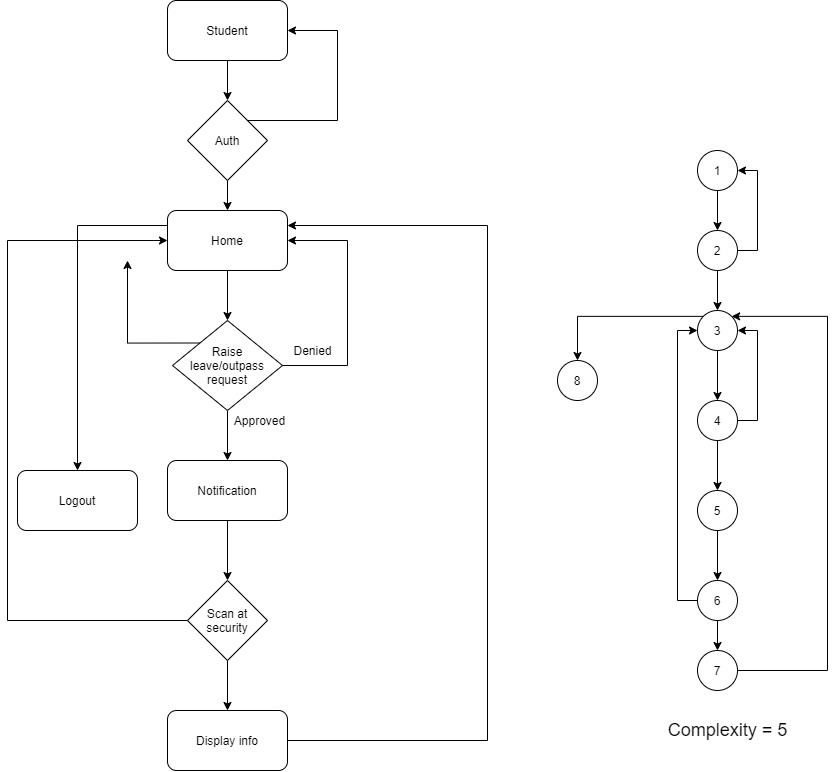 Student
Auth
Home
Raise
leave/outpass
request
Denied
Approved
Logout
Notification
Scan at
security
Display info
1
2
3
8
4
5
6
7
Complexity = 5